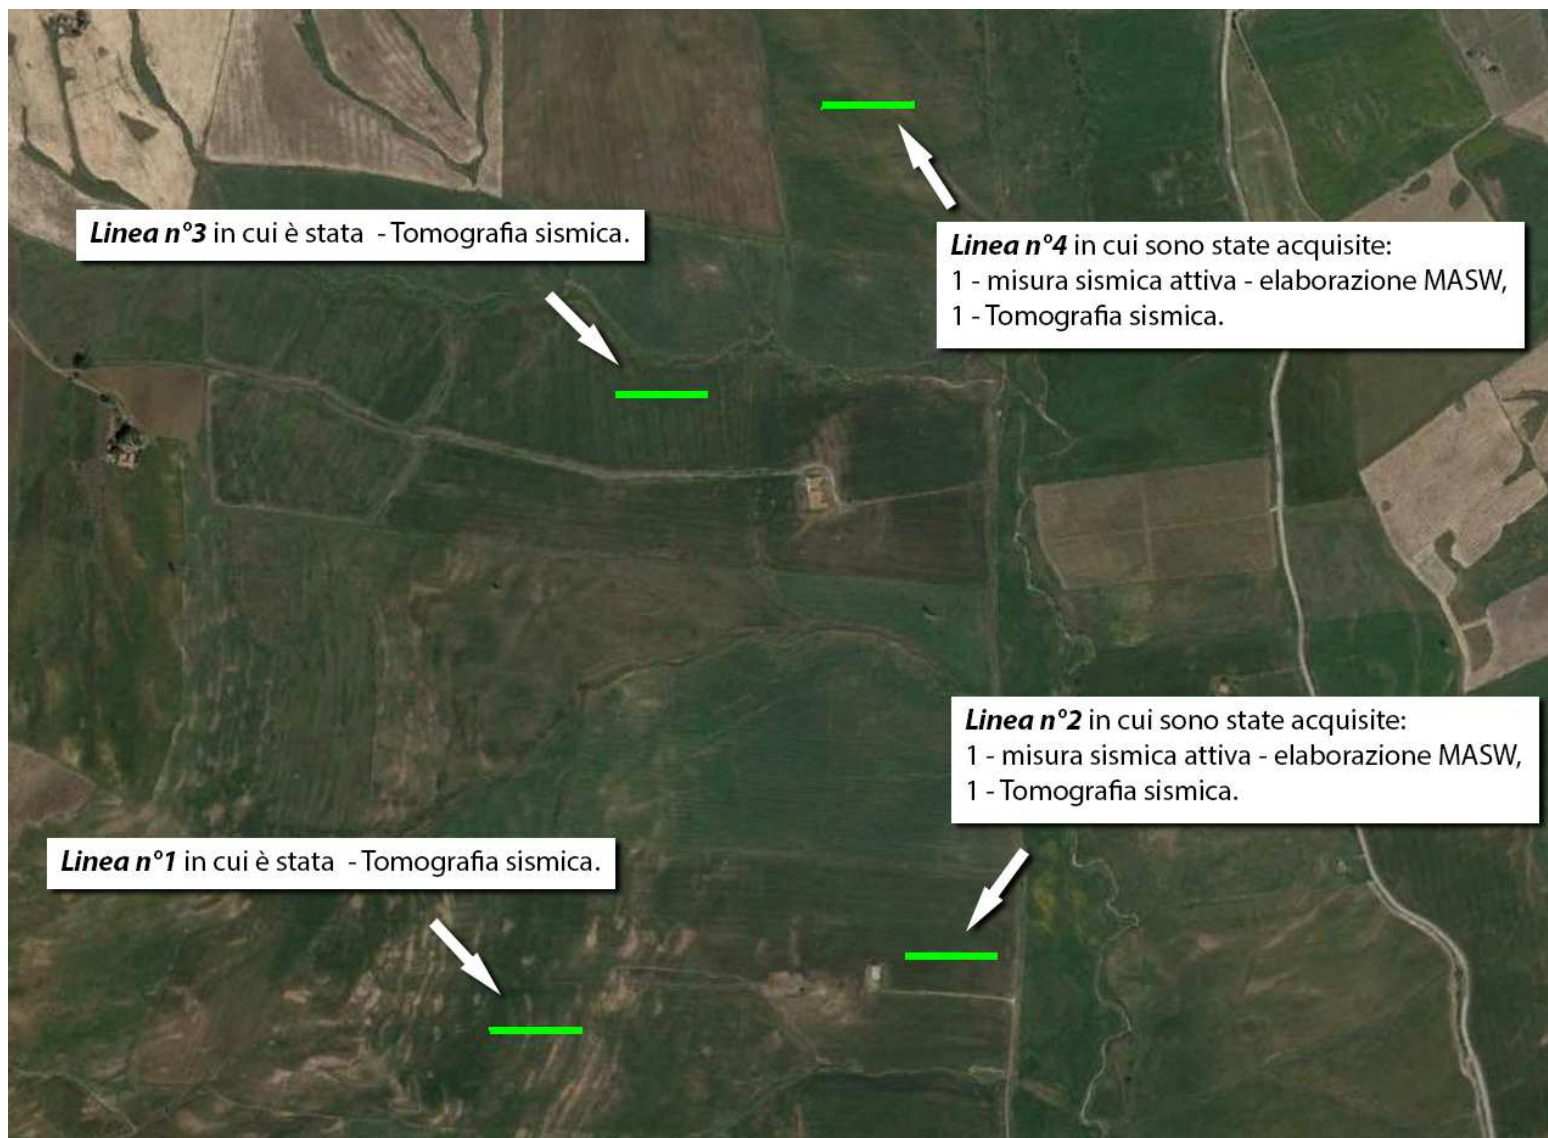 Linea n°3 in cui è stata - Tomografia sismica.
Linea n°4 in cui sono state acquisite:
1 - misura sismica attiva - elaborazione MASW,
1 - Tomografia sismica.
Linea n°2 in cui sono state acquisite:
1 - misura sismica attiva - elaborazione MASW,
1 - Tomografia sismica.
Linea n°1 in cui è stata - Tomografia sismica.